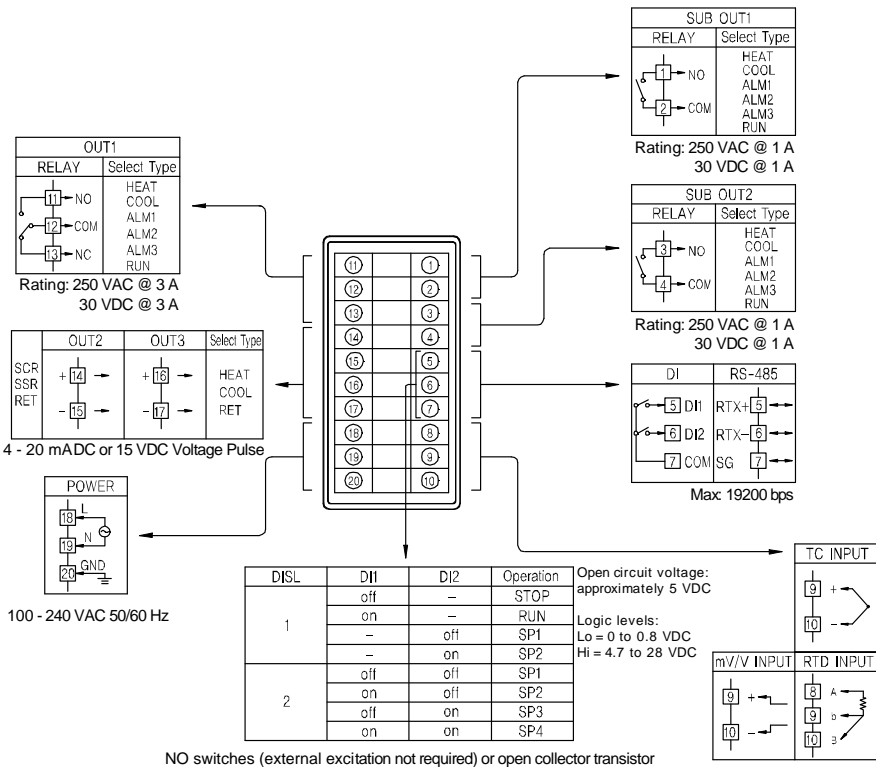 SUB OUT1
RELAY Select Type
1 NO
2 COM
HEAT
COOL
ALM1
ALM2
ALM3
RUN
Rating: 250 VAC @ 1 A
30 VDC @ 1 A
OUT1
RELAY Select Type
11 NO
12 COM
13 NC
HEAT
COOL
ALM1
ALM2
ALM3
RUN
Rating: 250 VAC @ 3 A
30 VDC @ 3 A
SUB OUT2
RELAY Select Type
3 NO
4 COM
HEAT
COOL
ALM1
ALM2
ALM3
RUN
Rating: 250 VAC @ 1 A
30 VDC @ 1 A
11 1
12 2
13 3
14 4
15 5
16 6
17 7
18 8
19 9
20 10
OUT2 OUT3 Select Type
SCR
SSR
RET
+ 14 + 16
- 15 - 17
HEAT
COOL
RET
4 - 20 mADC or 15 VDC Voltage Pulse
DI RS-485
5 DI1 RTX+ 5
6 DI2 RTX- 6
7 COM SG 7
Max: 19200 bps
POWER
18 L
19 N
20 GND
100 - 240 VAC 50/60 Hz
DISL DI1 DI2 Operation
1 off – STOP
on – RUN
– off SP1
– on SP2
2 off off SP1
on off SP2
off on SP3
on on SP4
Open circuit voltage:
approximately 5 VDC
Logic levels:
Lo = 0 to 0.8 VDC
Hi = 4.7 to 28 VDC
NO switches (external excitation not required) or open collector transistor
TC INPUT
9 +
10 -
mV/V INPUT RTD INPUT
9 +
10 -
8 A
9 b
10 B